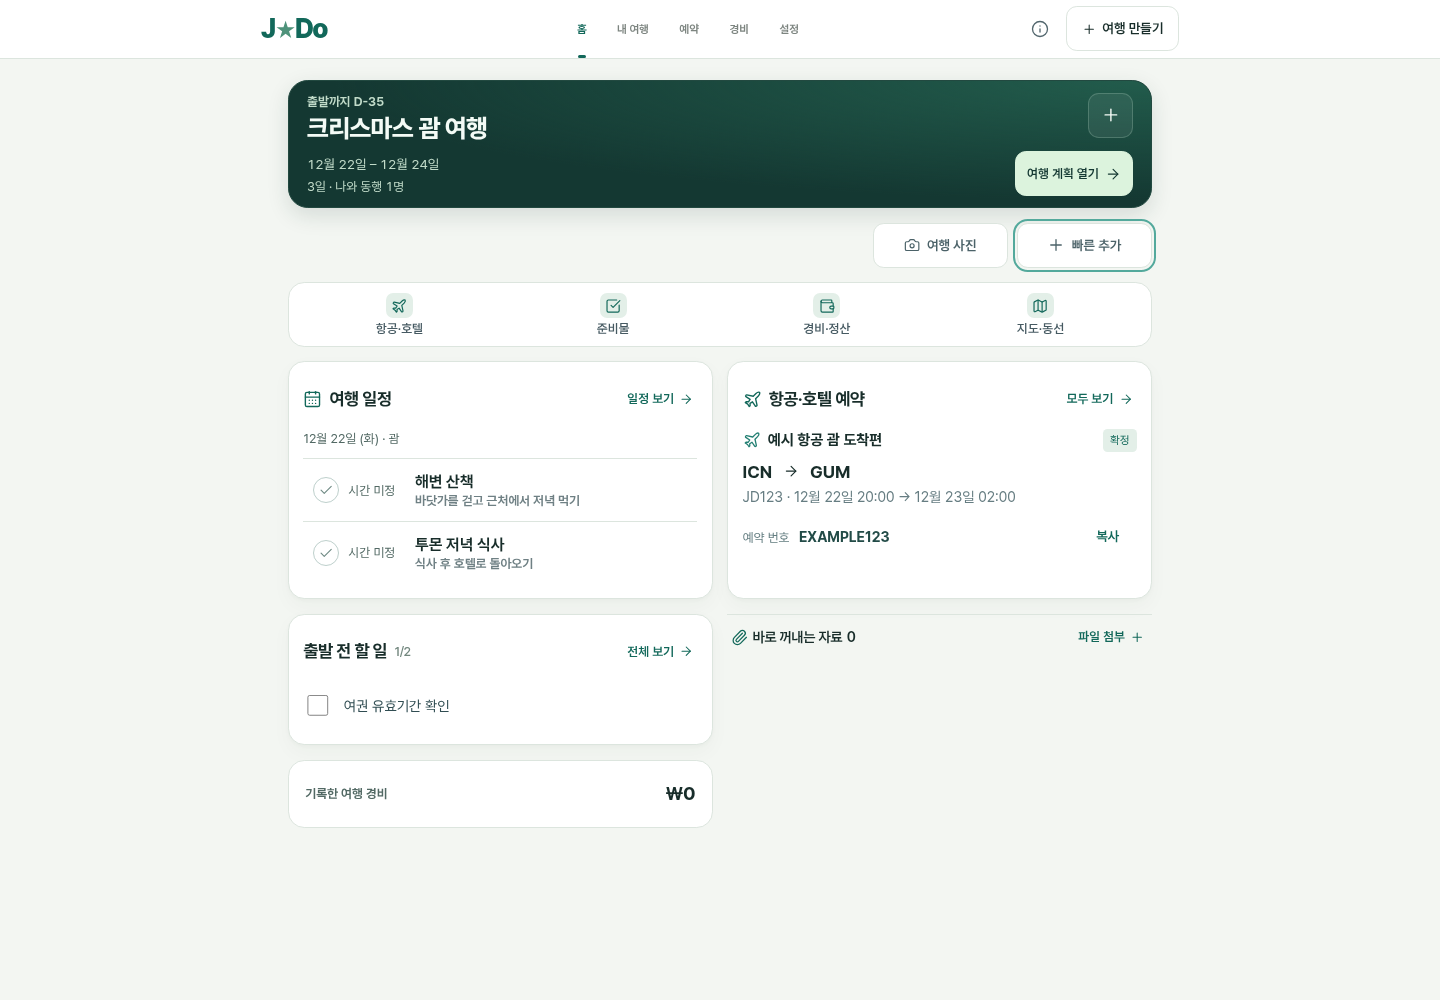 J★Do
홈
내 여행
예약
경비
설정
여행 만들기
출발까지 D-35
크리스마스 괌 여행
12월 22일 – 12월 24일
3일 · 나와 동행 1명
여행 계획 열기
여행 사진
빠른 추가
항공·호텔
준비물
경비·정산
지도·동선
여행 일정
일정 보기
12월 22일 (화) · 괌
시간 미정
해변 산책
바닷가를 걷고 근처에서 저녁 먹기
시간 미정
투몬 저녁 식사
식사 후 호텔로 돌아오기
항공·호텔 예약
모두 보기
예시 항공 괌 도착편
확정
ICN → GUM
JD123 · 12월 22일 20:00 → 12월 23일 02:00
예약 번호 EXAMPLE123
복사
출발 전 할 일 1/2
전체 보기
여권 유효기간 확인
바로 꺼내는 자료 0
파일 첨부
기록한 여행 경비
₩0